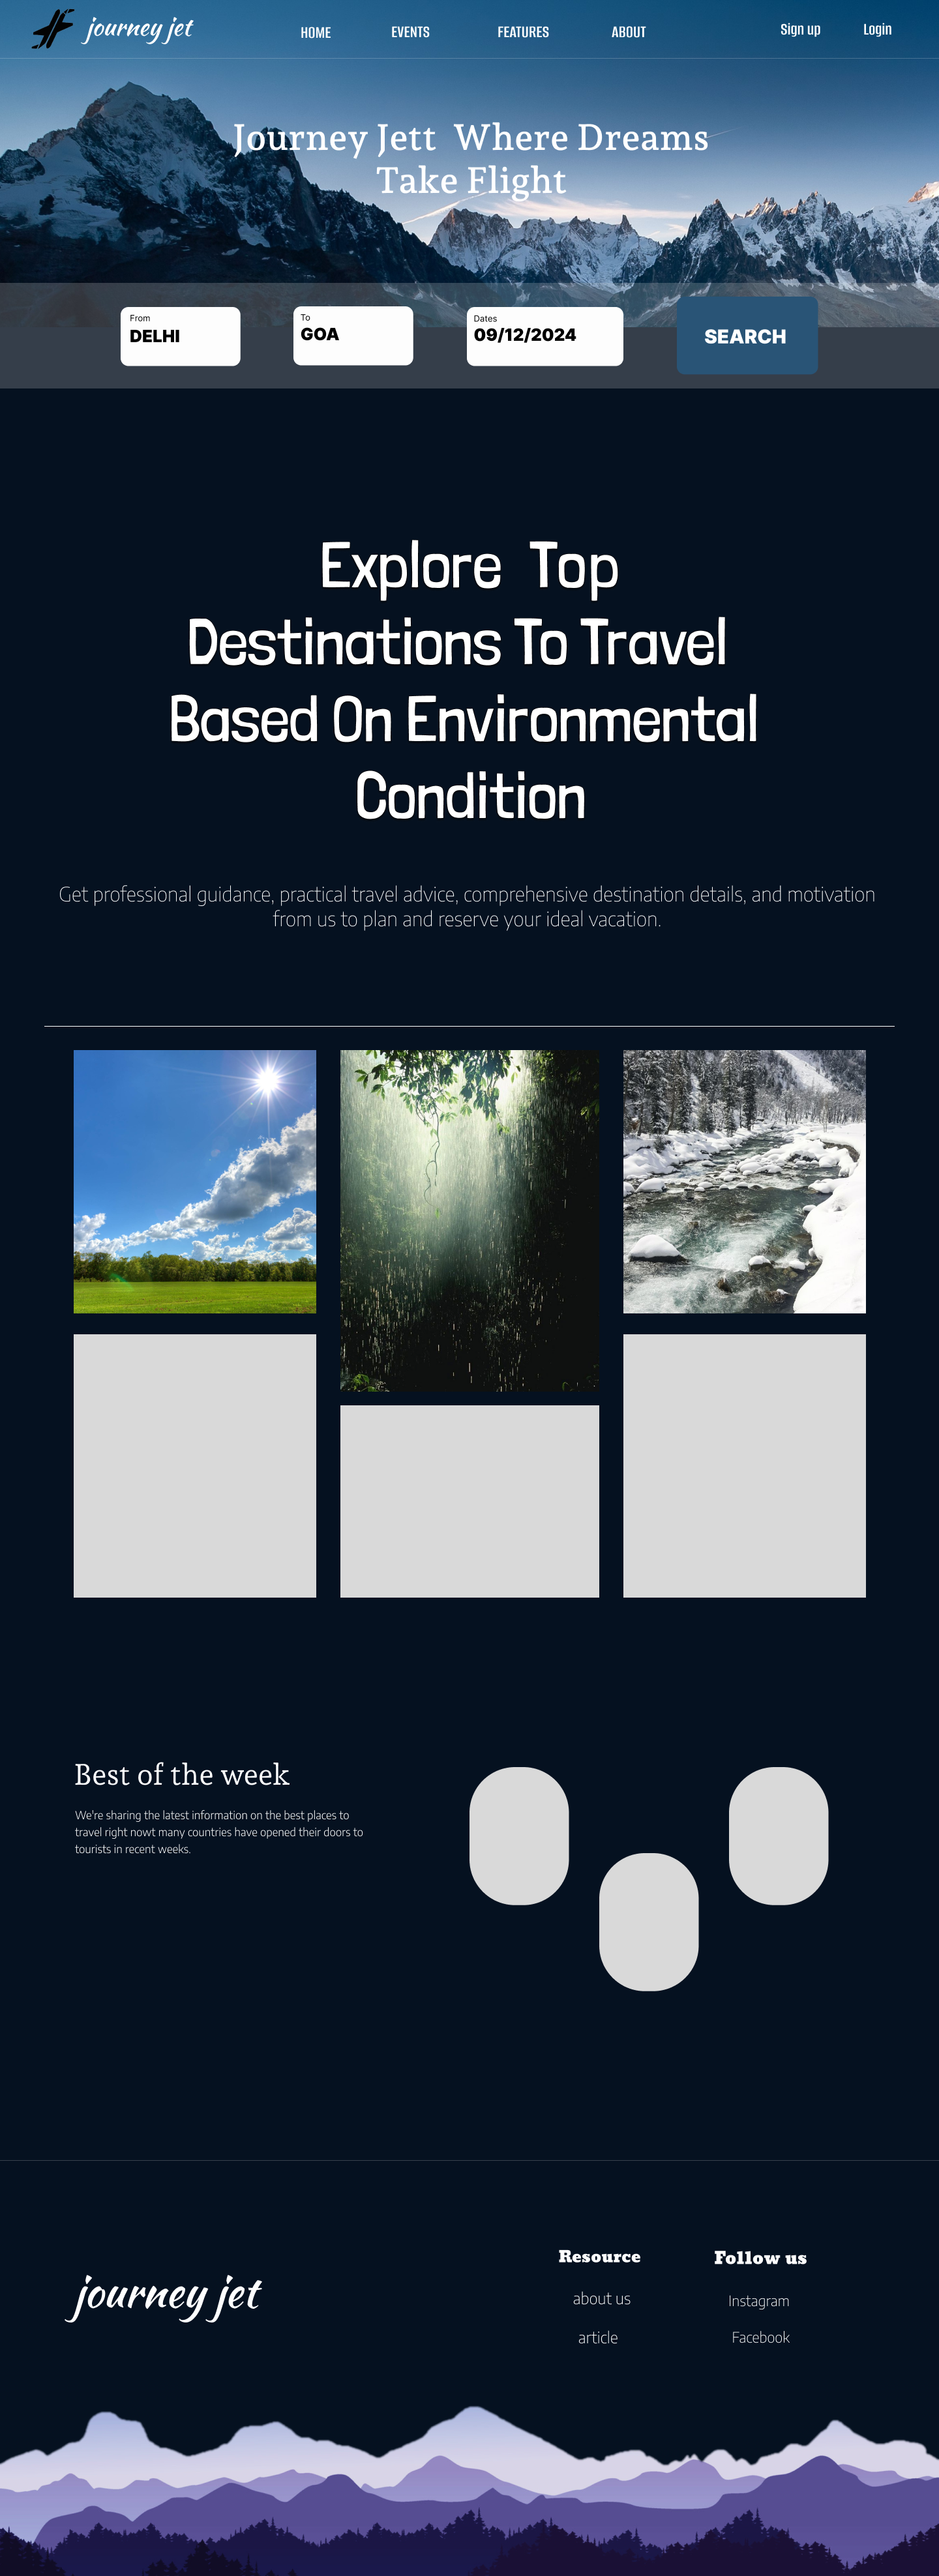 journey jet
HOME
EVENTS
FEATURES
ABOUT
Sign up
Login
Journey Jett Where Dreams
Take Flight
From
DELHI
To
GOA
Dates
09/12/2024
SEARCH
Explore Top
Destinations To Travel
Based On Environmental
Condition
Get professional guidance, practical travel advice, comprehensive destination details, and motivation
from us to plan and reserve your ideal vacation.
Best of the week
We're sharing the latest information on the best places to
travel right nowt many countries have opened their doors to
tourists in recent weeks.
journey jet
Resource
about us
article
Follow us
Instagram
Facebook